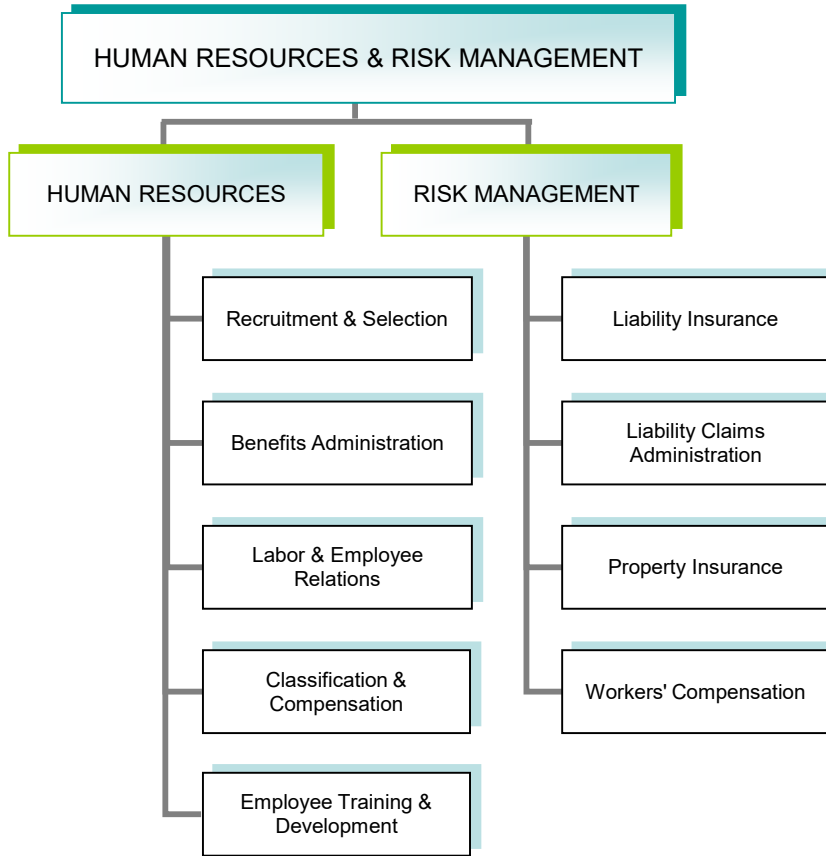 HUMAN RESOURCES & RISK MANAGEMENT
HUMAN RESOURCES
RISK MANAGEMENT
Recruitment & Selection
Liability Insurance
Benefits Administration
Liability Claims
Administration
Labor & Employee
Relations
Property Insurance
Classification &
Compensation
Workers' Compensation
Employee Training &
Development